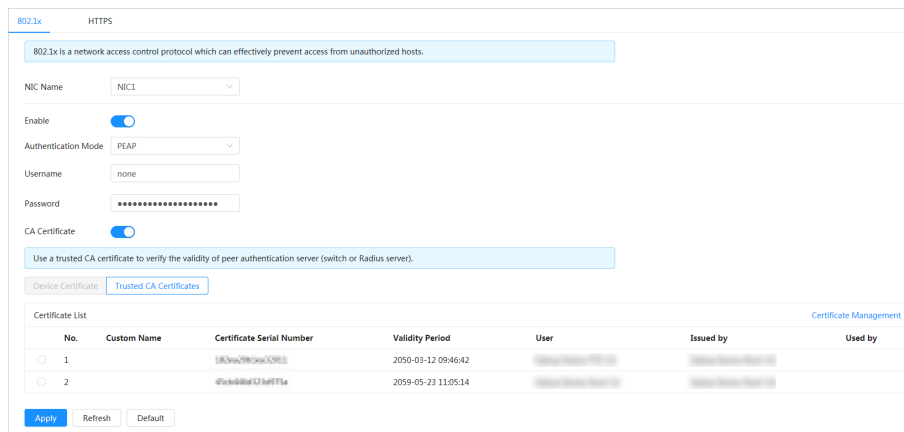 802.1x HTTPS
802.1x is a network access control protocol which can effectively prevent access from unauthorized hosts.
NIC Name NIC1
Enable
Authentication Mode PEAP
Username none
Password ●●●●●●●●●●●●●●●●●●●●
CA Certificate
Use a trusted CA certificate to verify the validity of peer authentication server (switch or Radius server).
Device Certificate Trusted CA Certificates
Certificate List Certificate Management
No. Custom Name Certificate Serial Number Validity Period User Issued by Used by
1 2050-03-12 09:46:42
2 2059-05-23 11:05:14
Apply Refresh Default